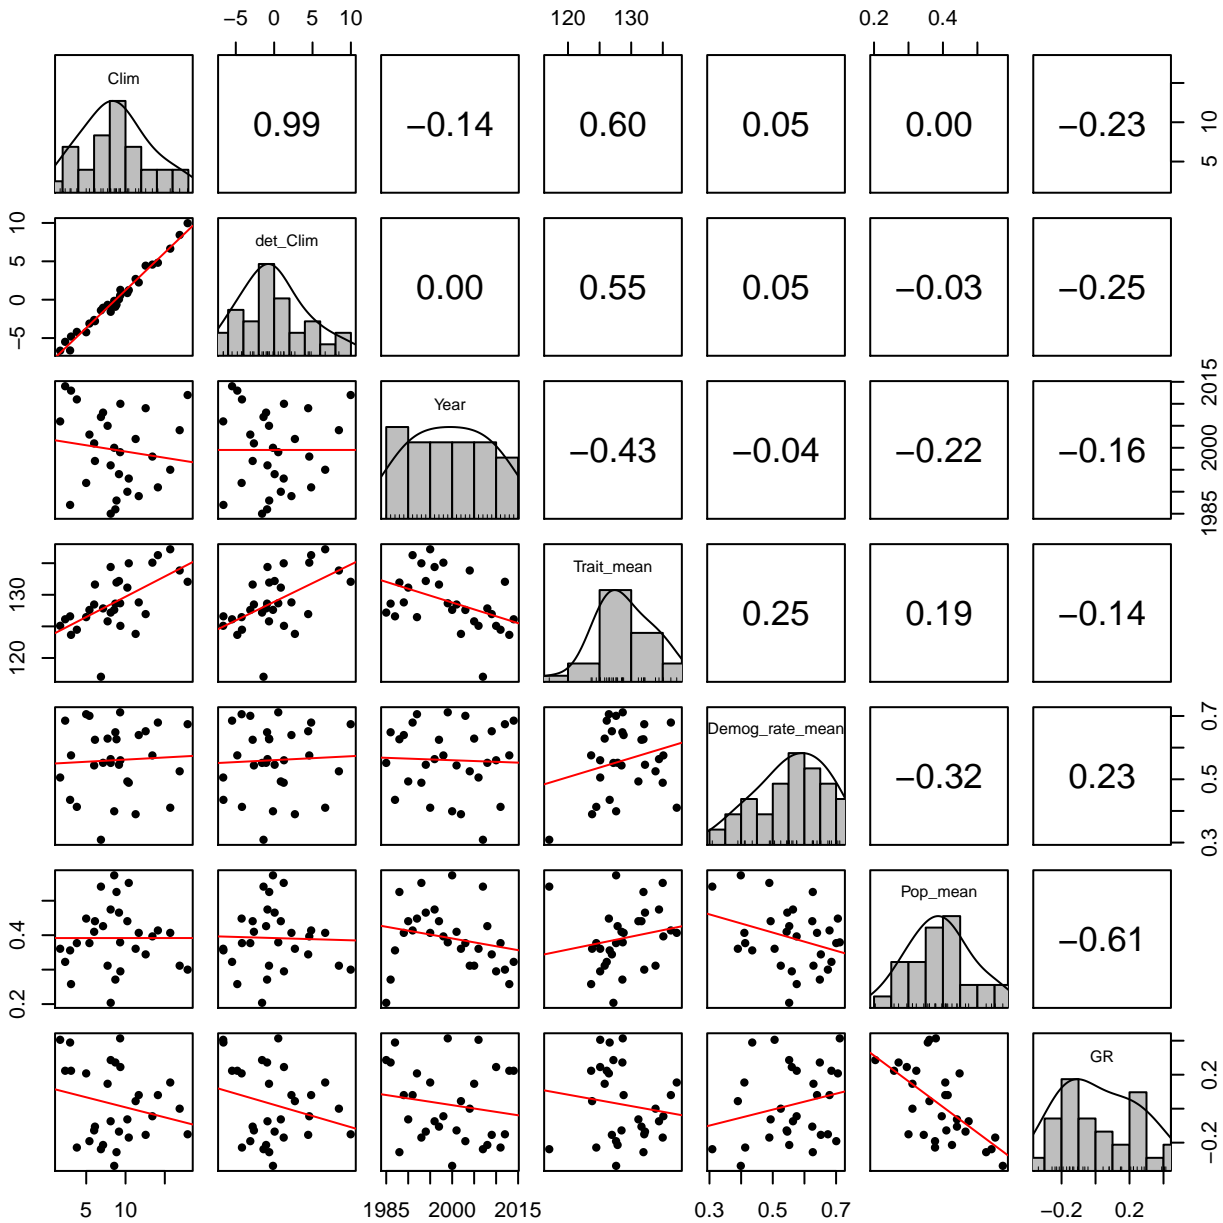 −5 0 5 10 120 130 0.2 0.4
Clim
0.99 −0.14 0.60 0.05 0.00 −0.23
5 10
det_Clim
0.00 0.55 0.05 −0.03 −0.25
−5 0 5 10
Year
−0.43 −0.04 −0.22 −0.16
1985 2000 2015
Trait_mean
0.25 0.19 −0.14
120 130
Demog_rate_mean
−0.32 0.23
0.3 0.5 0.7
Pop_mean
−0.61
0.2 0.4
GR
−0.2 0.2
5 10 1985 2000 2015 0.3 0.5 0.7 −0.2 0.2